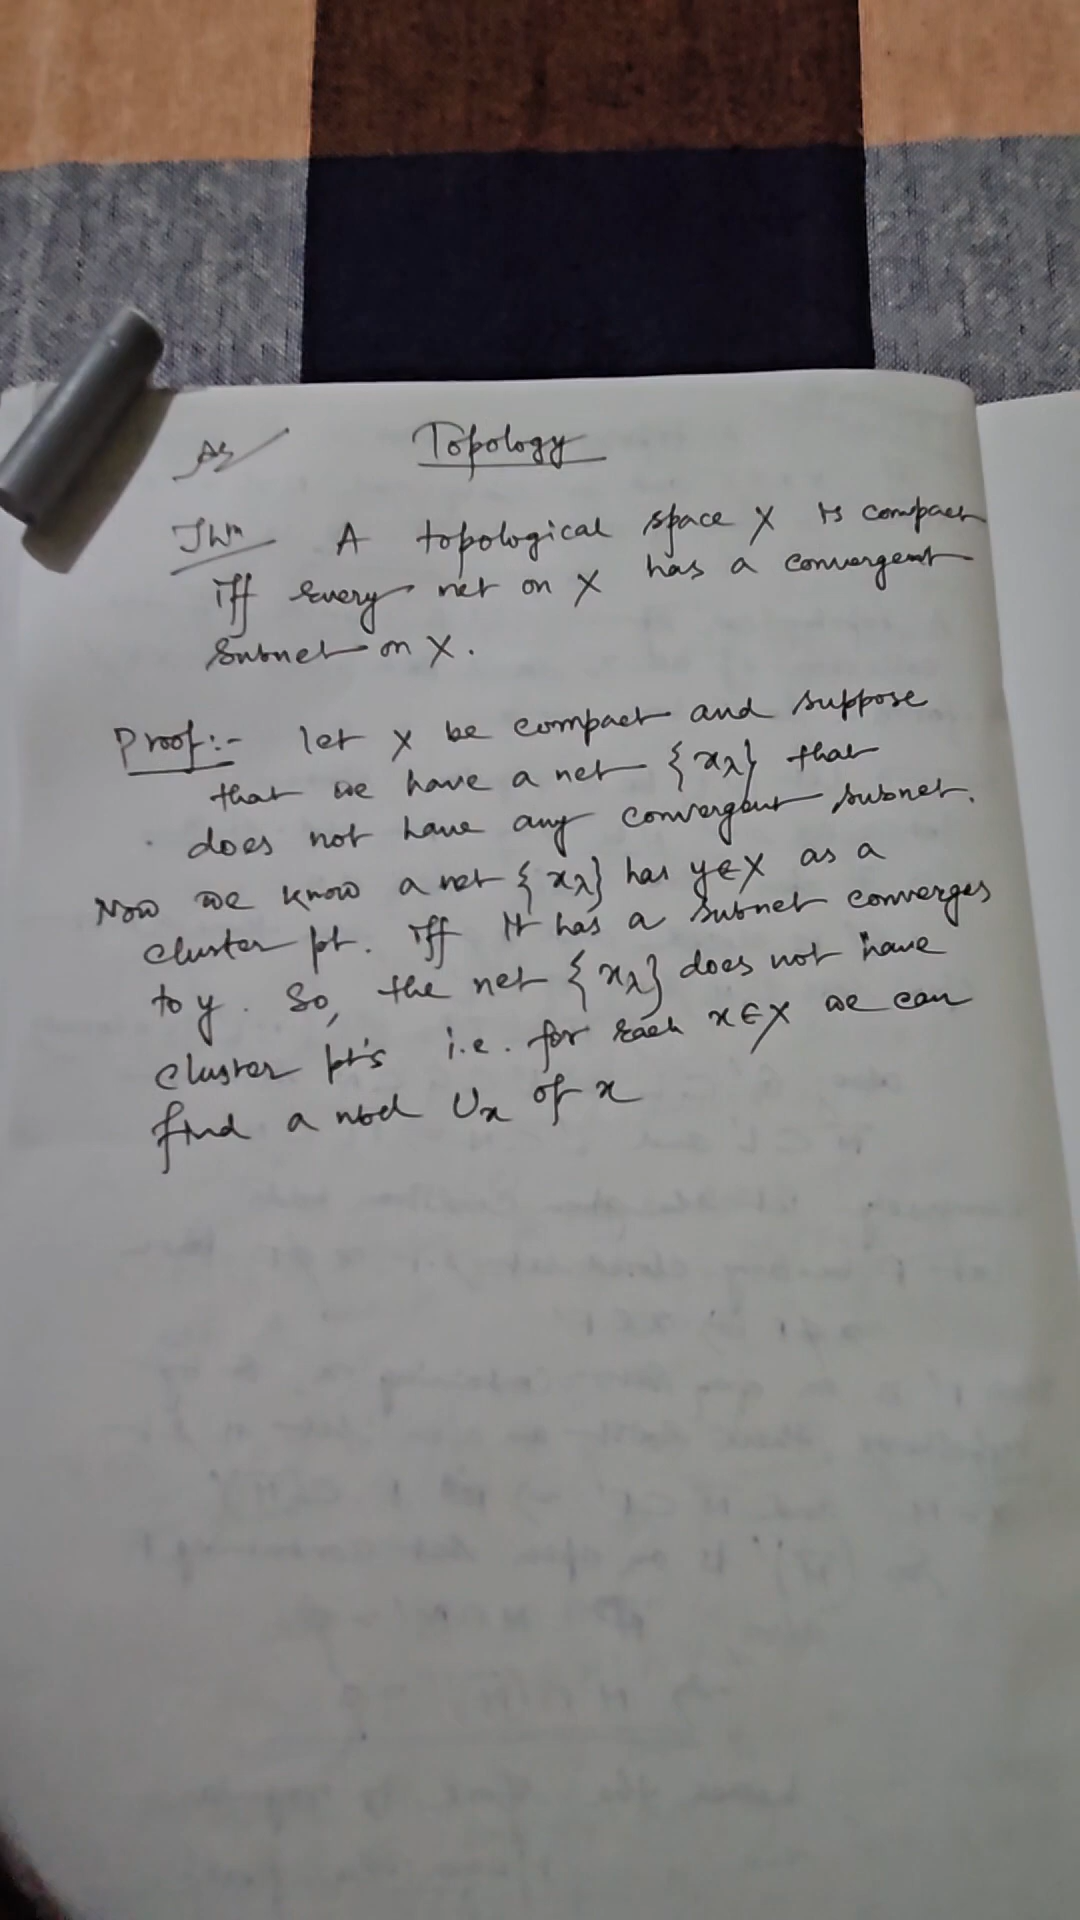 Topology
Thm A topological space X is compact
iff every net on X has a convergent
subnet on X.
Proof:- let X be compact and suppose
that we have a net {xλ} that
does not have any convergent subnet.
Now we know a net {xλ} has y∈X as a
cluster pt. iff it has a subnet converges
to y. So, the net {xλ} does not have
cluster pt's i.e. for each x∈X we can
find a nbd Ux of x